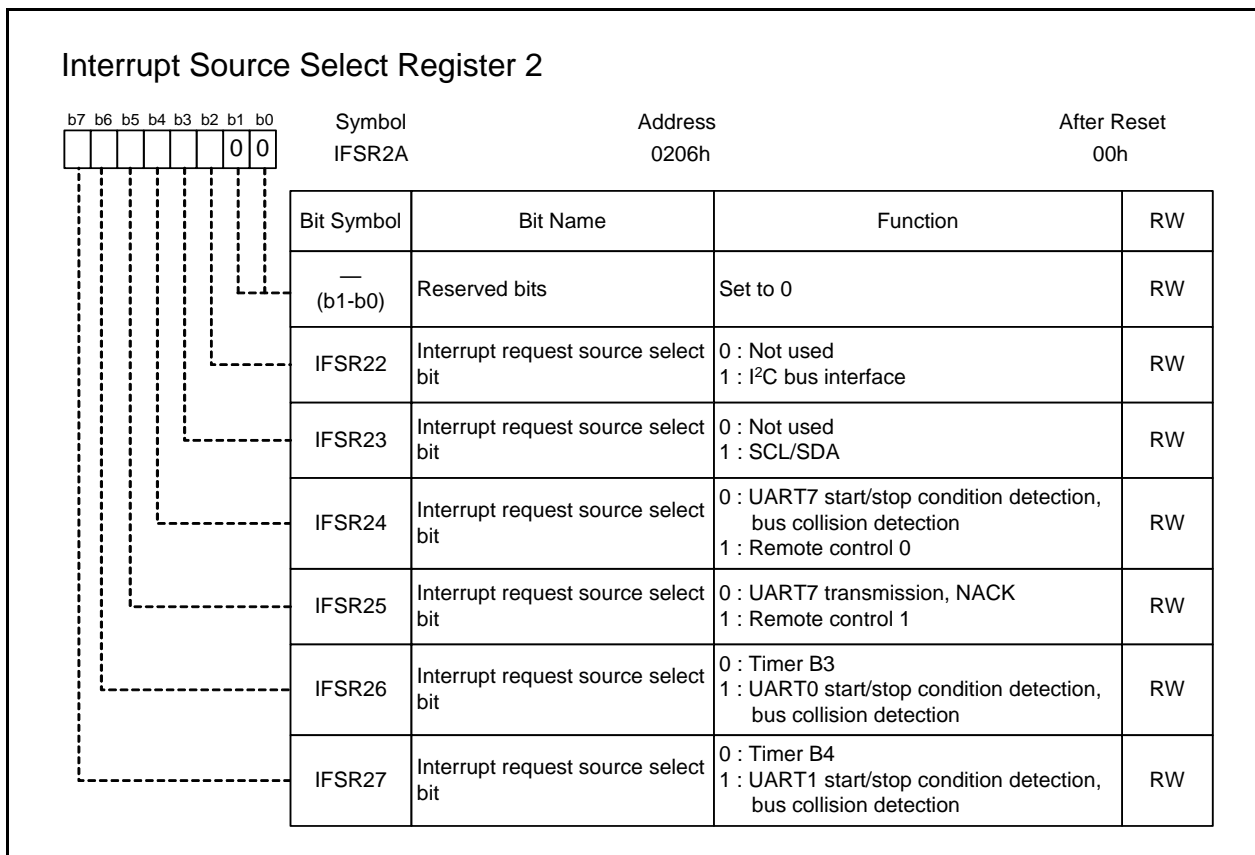 Interrupt Source Select Register 2
b7 b6 b5 b4 b3 b2 b1 b0
0 0
Symbol Address After Reset
IFSR2A 0206h 00h
Bit Symbol Bit Name Function RW
—
(b1-b0)
Reserved bits
Set to 0
RW
IFSR22
Interrupt request source select
bit
0 : Not used
1 : I²C bus interface
RW
IFSR23
Interrupt request source select
bit
0 : Not used
1 : SCL/SDA
RW
IFSR24
Interrupt request source select
bit
0 : UART7 start/stop condition detection,
bus collision detection
1 : Remote control 0
RW
IFSR25
Interrupt request source select
bit
0 : UART7 transmission, NACK
1 : Remote control 1
RW
IFSR26
Interrupt request source select
bit
0 : Timer B3
1 : UART0 start/stop condition detection,
bus collision detection
RW
IFSR27
Interrupt request source select
bit
0 : Timer B4
1 : UART1 start/stop condition detection,
bus collision detection
RW